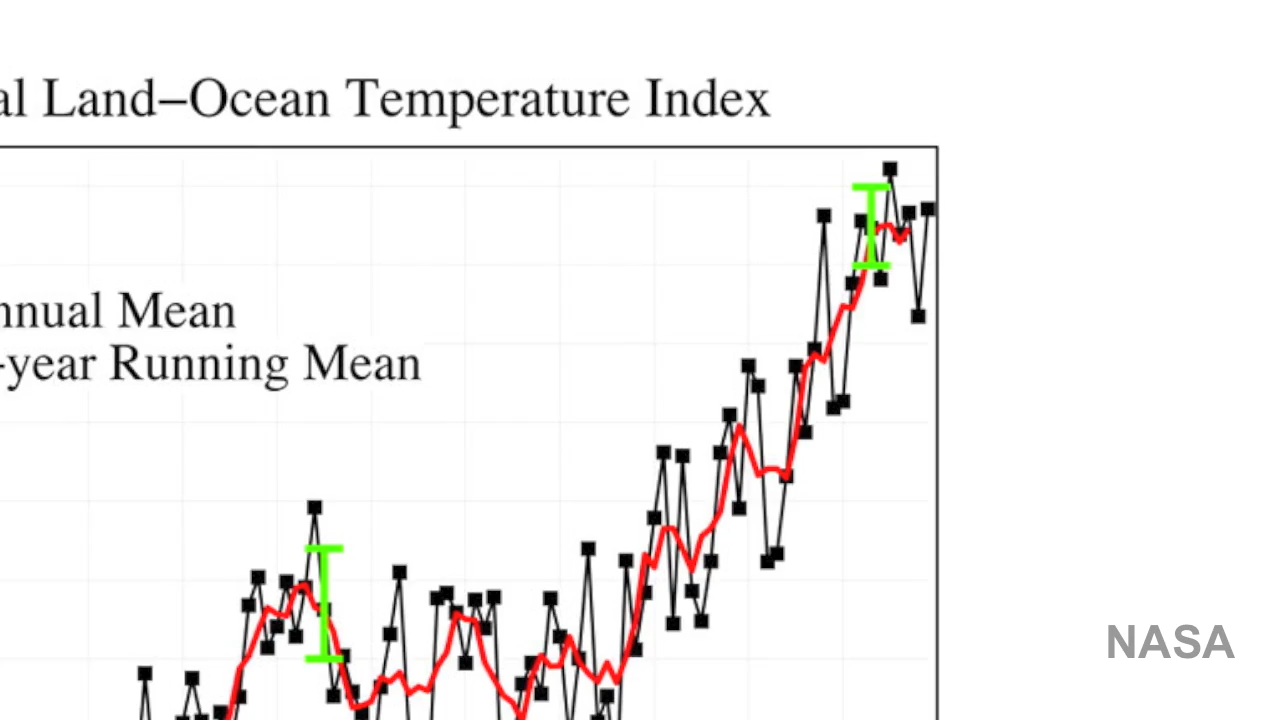 al Land−Ocean Temperature Index
nnual Mean
-year Running Mean
NASA